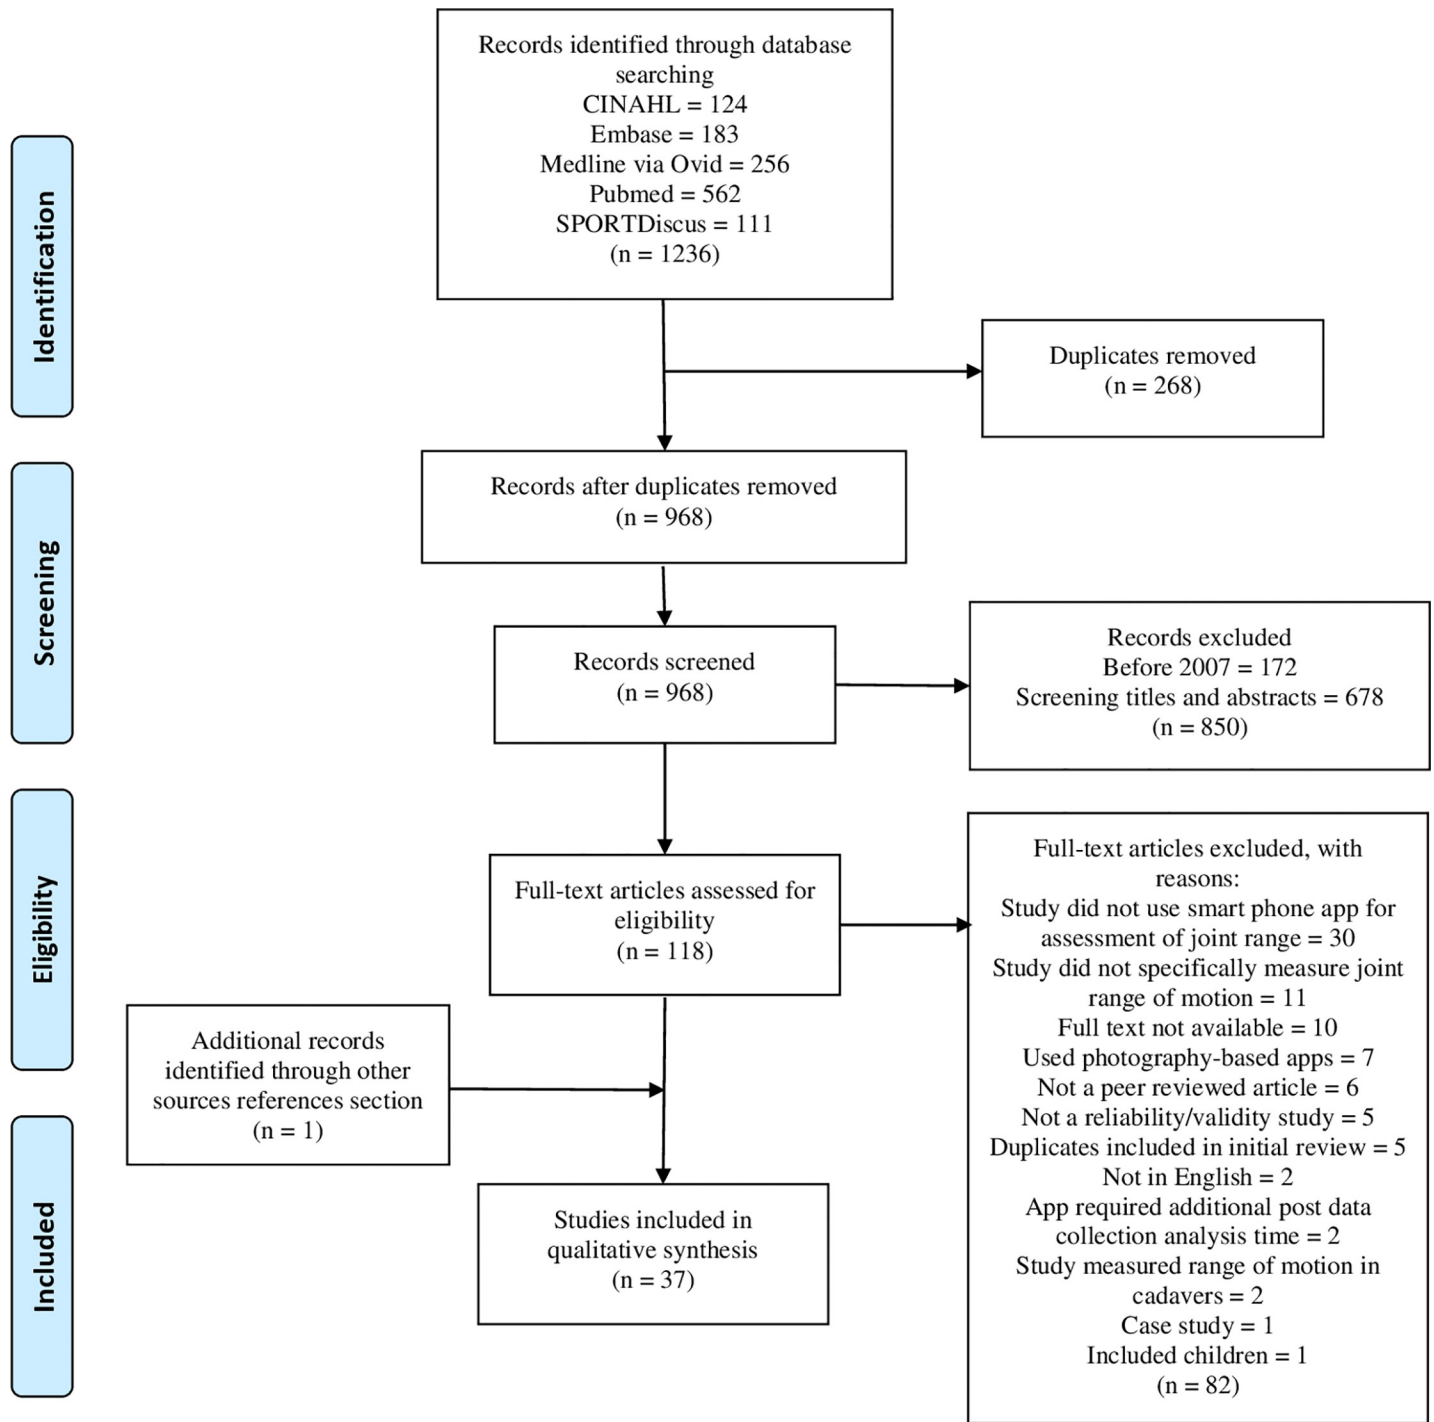 Records identified through database
searching
CINAHL = 124
Embase = 183
Medline via Ovid = 256
Pubmed = 562
SPORTDiscus = 111
(n = 1236)
Identification
Duplicates removed
(n = 268)
Records after duplicates removed
(n = 968)
Screening
Records screened
(n = 968)
Records excluded
Before 2007 = 172
Screening titles and abstracts = 678
(n = 850)
Eligibility
Full-text articles assessed for
eligibility
(n = 118)
Full-text articles excluded, with
reasons:
Study did not use smart phone app for
assessment of joint range = 30
Study did not specifically measure joint
range of motion = 11
Full text not available = 10
Used photography-based apps = 7
Not a peer reviewed article = 6
Not a reliability/validity study = 5
Duplicates included in initial review = 5
Not in English = 2
App required additional post data
collection analysis time = 2
Study measured range of motion in
cadavers = 2
Case study = 1
Included children = 1
(n = 82)
Additional records
identified through other
sources references section
(n = 1)
Included
Studies included in
qualitative synthesis
(n = 37)